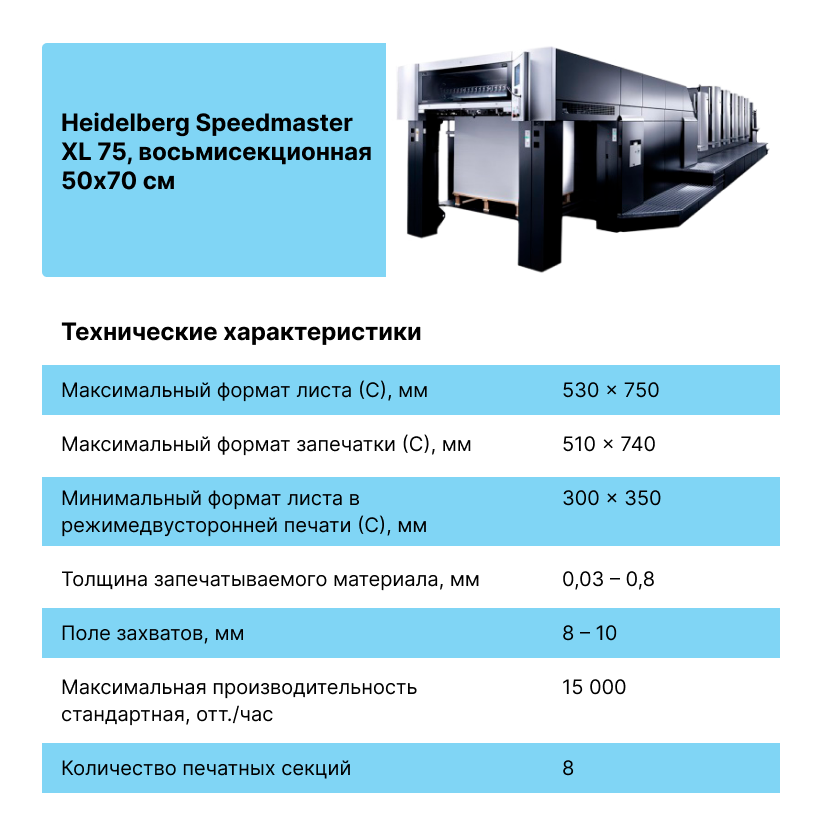 Heidelberg Speedmaster
XL 75, восьмисекционная
50х70 см
Технические характеристики
Максимальный формат листа (С), мм 530 × 750
Максимальный формат запечатки (С), мм 510 × 740
Минимальный формат листа в 300 × 350
режимедвусторонней печати (С), мм
Толщина запечатываемого материала, мм 0,03 – 0,8
Поле захватов, мм 8 – 10
Максимальная производительность 15 000
стандартная, отт./час
Количество печатных секций 8